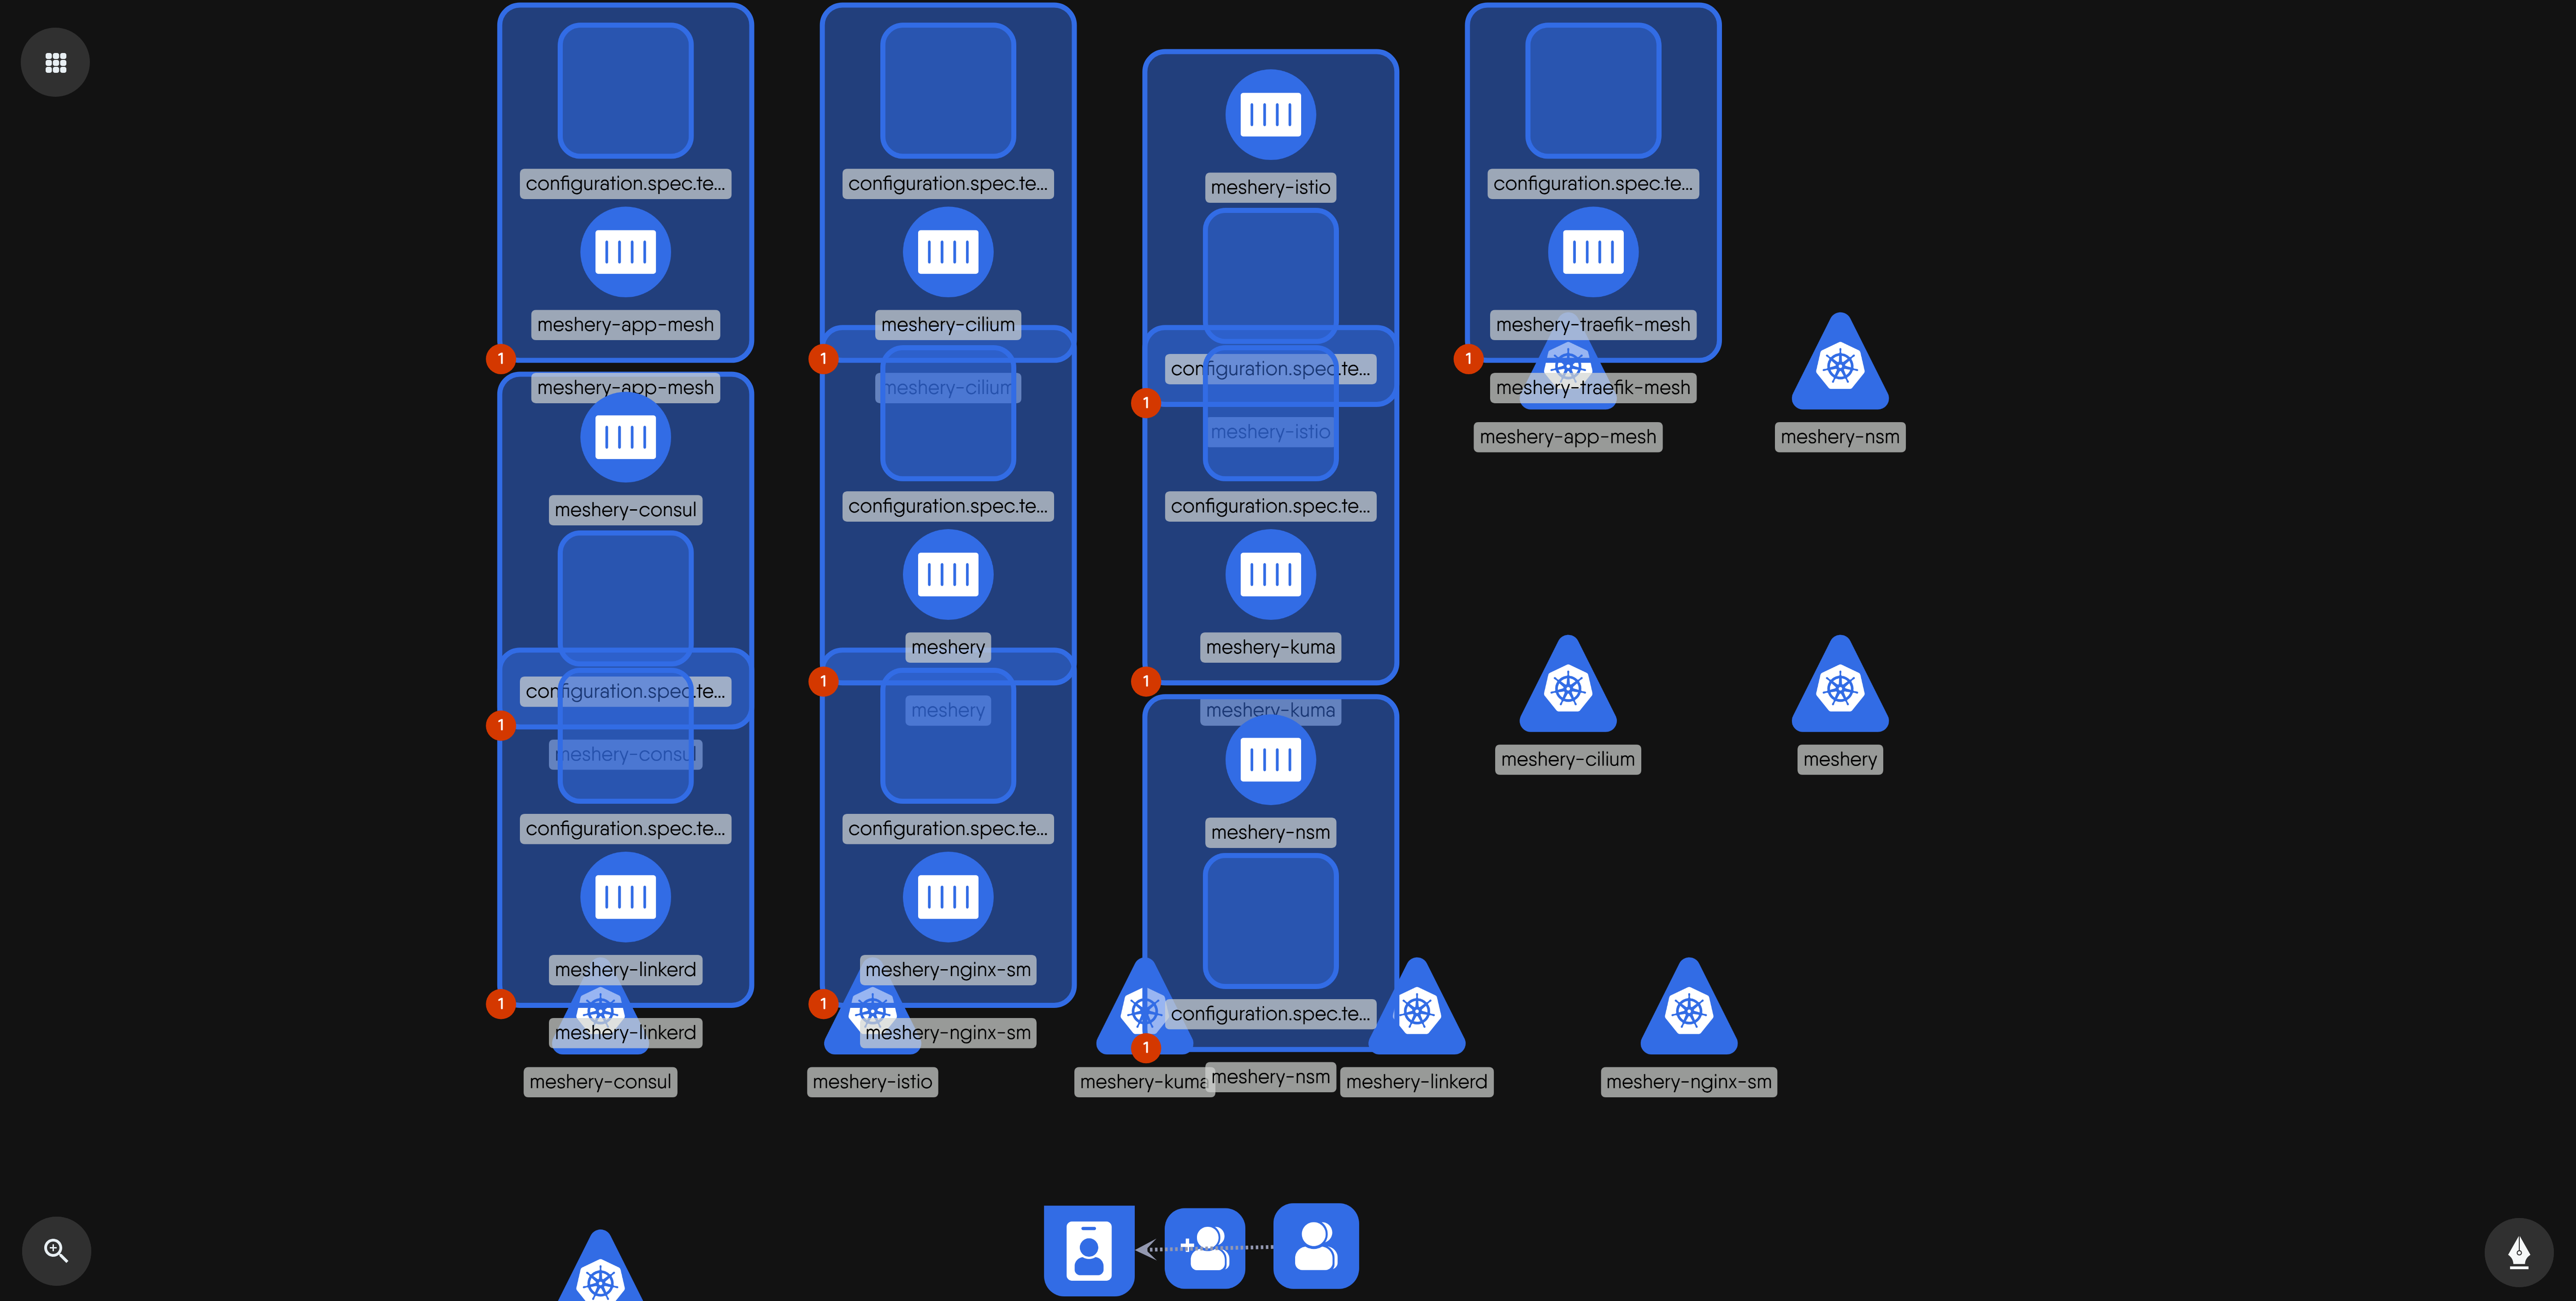 configuration.spec.te...
configuration.spec.te...
meshery-istio
configuration.spec.te...
meshery-app-mesh
meshery-cilium
meshery-traefik-mesh
1
1
configuration.spec.te...
1
meshery-app-mesh
meshery-cilium
meshery-traefik-mesh
1
meshery-istio
meshery-app-mesh
meshery-nsm
meshery-consul
configuration.spec.te...
configuration.spec.te...
meshery
meshery-kuma
configuration.spec.te...
1
1
1
meshery-consul
meshery
meshery-kuma
meshery-cilium
meshery
configuration.spec.te...
configuration.spec.te...
meshery-nsm
meshery-linkerd
meshery-nginx-sm
configuration.spec.te...
1
1
1
meshery-linkerd
meshery-nginx-sm
meshery-consul
meshery-istio
meshery-kuma
meshery-nsm
meshery-linkerd
meshery-nginx-sm